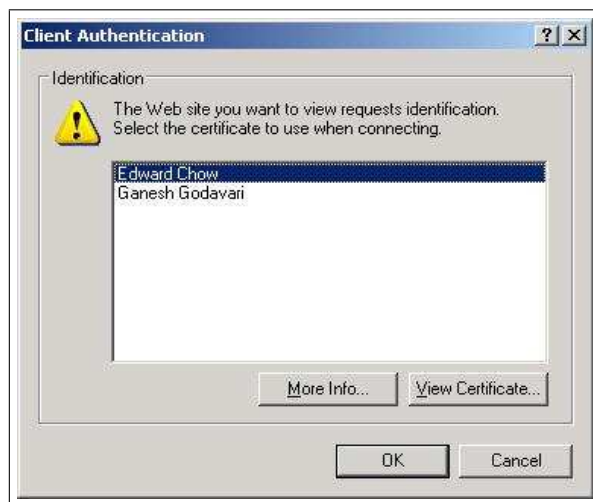 Client Authentication
Identification
The Web site you want to view requests identification.
Select the certificate to use when connecting.
Edward Chow
Ganesh Godavari
More Info...
View Certificate...
OK
Cancel